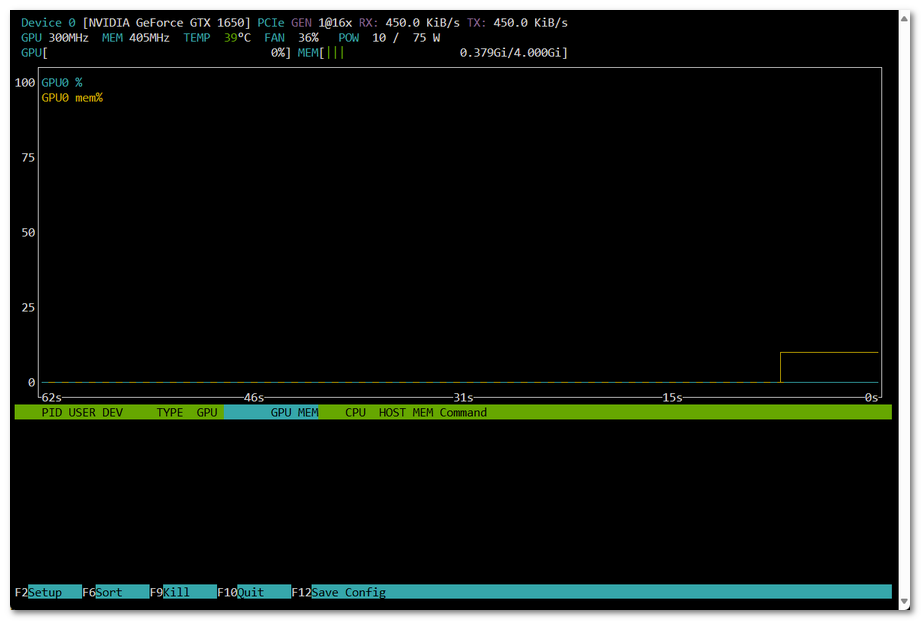 Device 0 [NVIDIA GeForce GTX 1650] PCIe GEN 1@16x RX: 450.0 KiB/s TX: 450.0 KiB/s
GPU 300MHz MEM 405MHz TEMP 39°C FAN 36% POW 10 / 75 W
GPU[ 0%] MEM[||| 0.379Gi/4.000Gi]
100 GPU0 %
GPU0 mem%
75
50
25
0
62s 46s 31s 15s 0s
PID USER DEV TYPE GPU GPU MEM CPU HOST MEM Command
F2Setup F6Sort F9Kill F10Quit F12Save Config